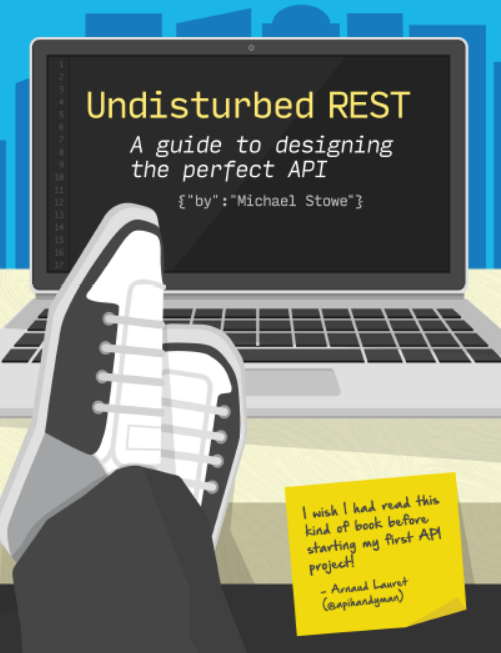 1
2
3
4
5
6
7
8
9
10
11
12
13
14
15
16
17
Undisturbed REST
A guide to designing
the perfect API
{"by":"Michael Stowe"}
I wish I had read this
kind of book before
starting my first API
project!
- Arnaud Lauret
(@apihandyman)